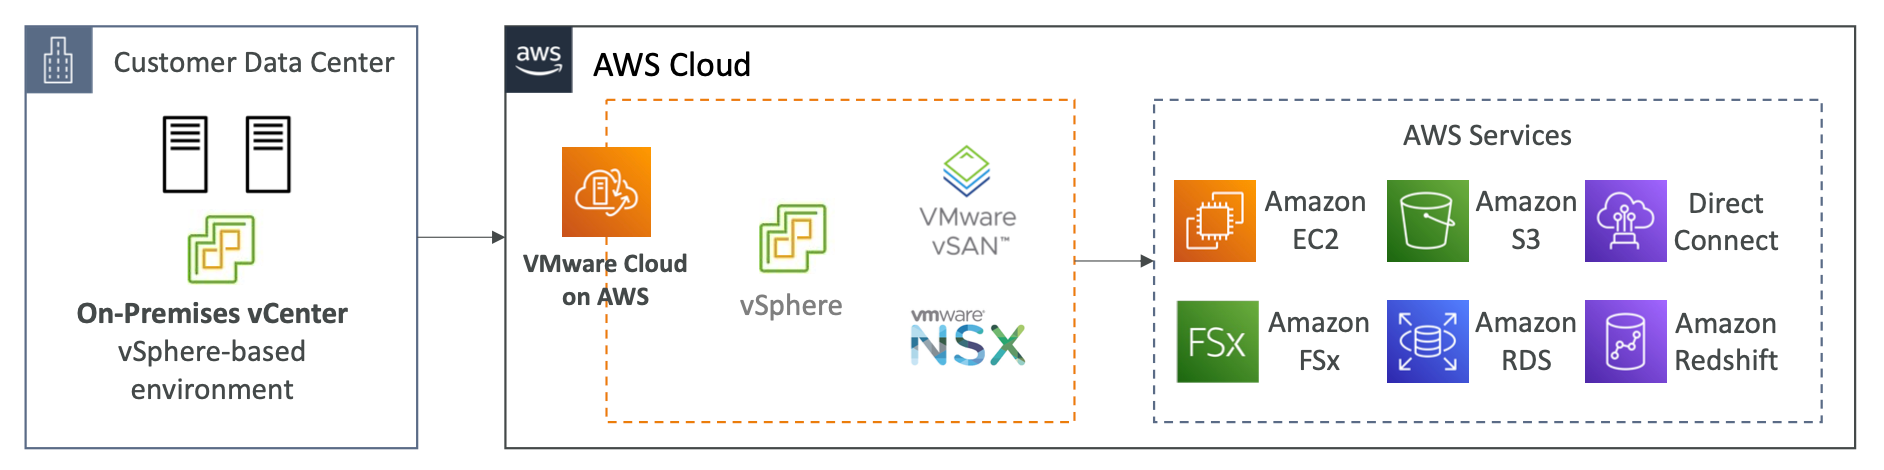 Customer Data Center
On-Premises vCenter
vSphere-based
environment
aws
AWS Cloud
VMware Cloud
on AWS
vSphere
VMware
vSAN™
vmware®
NSX
AWS Services
Amazon
EC2
Amazon
S3
Direct
Connect
FSx
Amazon
FSx
Amazon
RDS
Amazon
Redshift